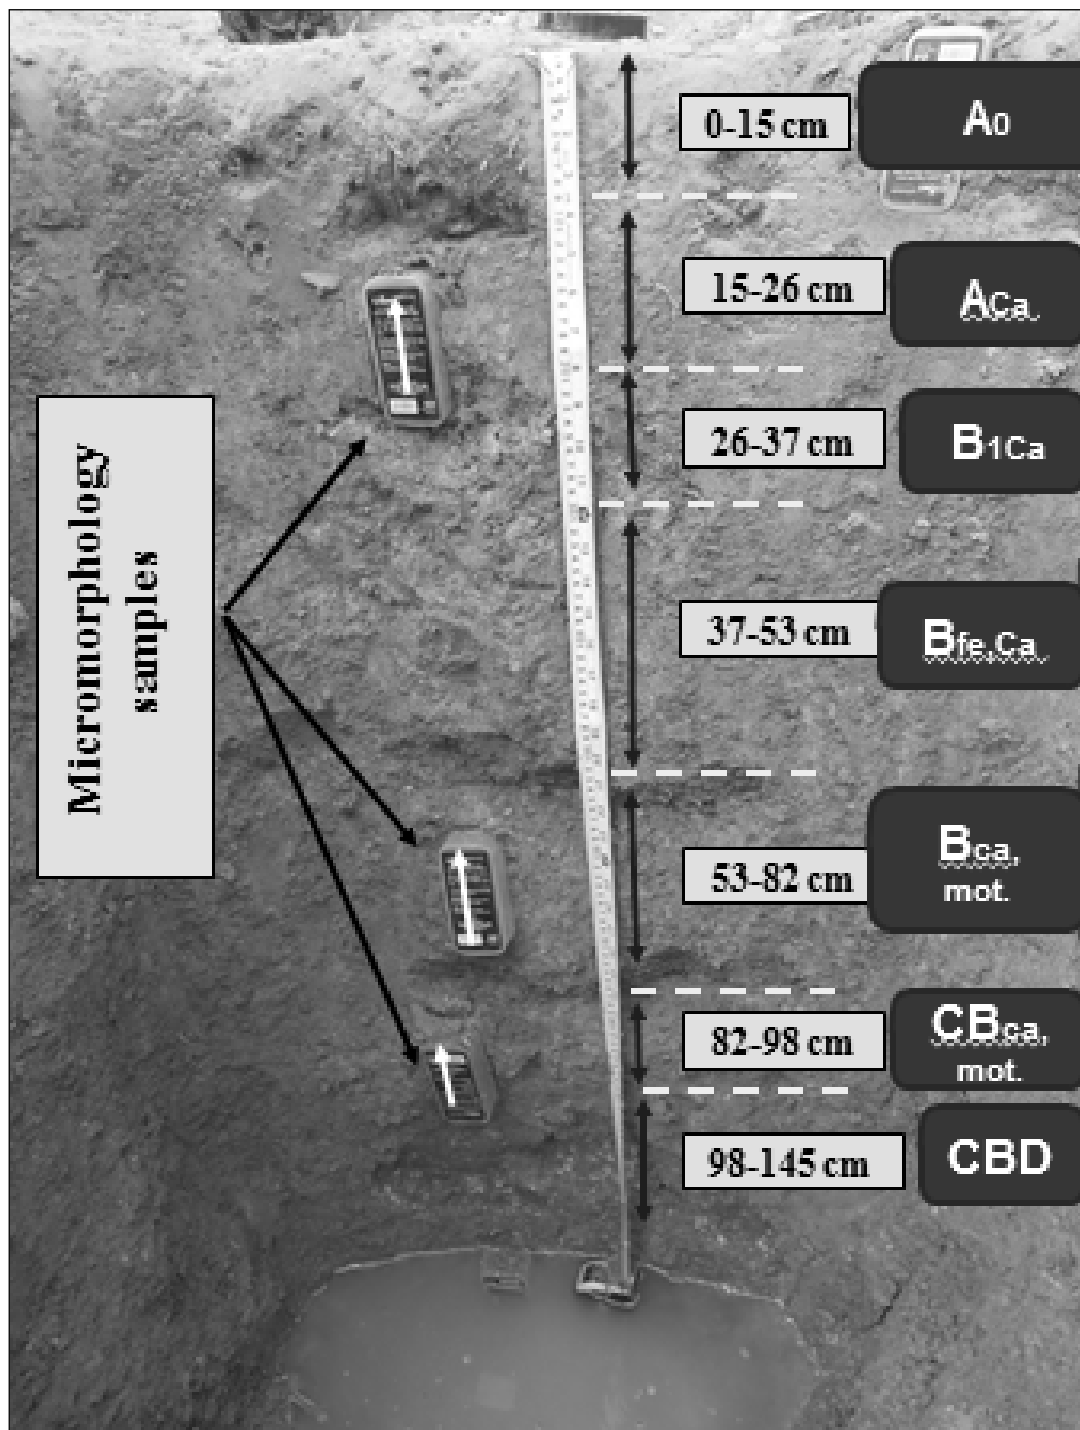 0-15 cm
A0
15-26 cm
ACa.
26-37 cm
B1Ca
37-53 cm
Bfe,Ca
53-82 cm
Bca,
mot.
82-98 cm
CBca,
mot.
98-145 cm
CBD
Micromorphology
samples